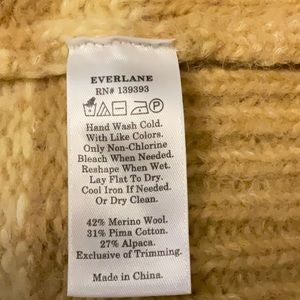 EVERLANE
RN# 139393
Hand Wash Cold.
With Like Colors.
Only Non-Chlorine
Bleach When Needed.
Reshape When Wet.
Lay Flat To Dry.
Cool Iron If Needed.
Or Dry Clean.
42% Merino Wool.
31% Pima Cotton.
27% Alpaca.
Exclusive of Trimming.
Made in China.